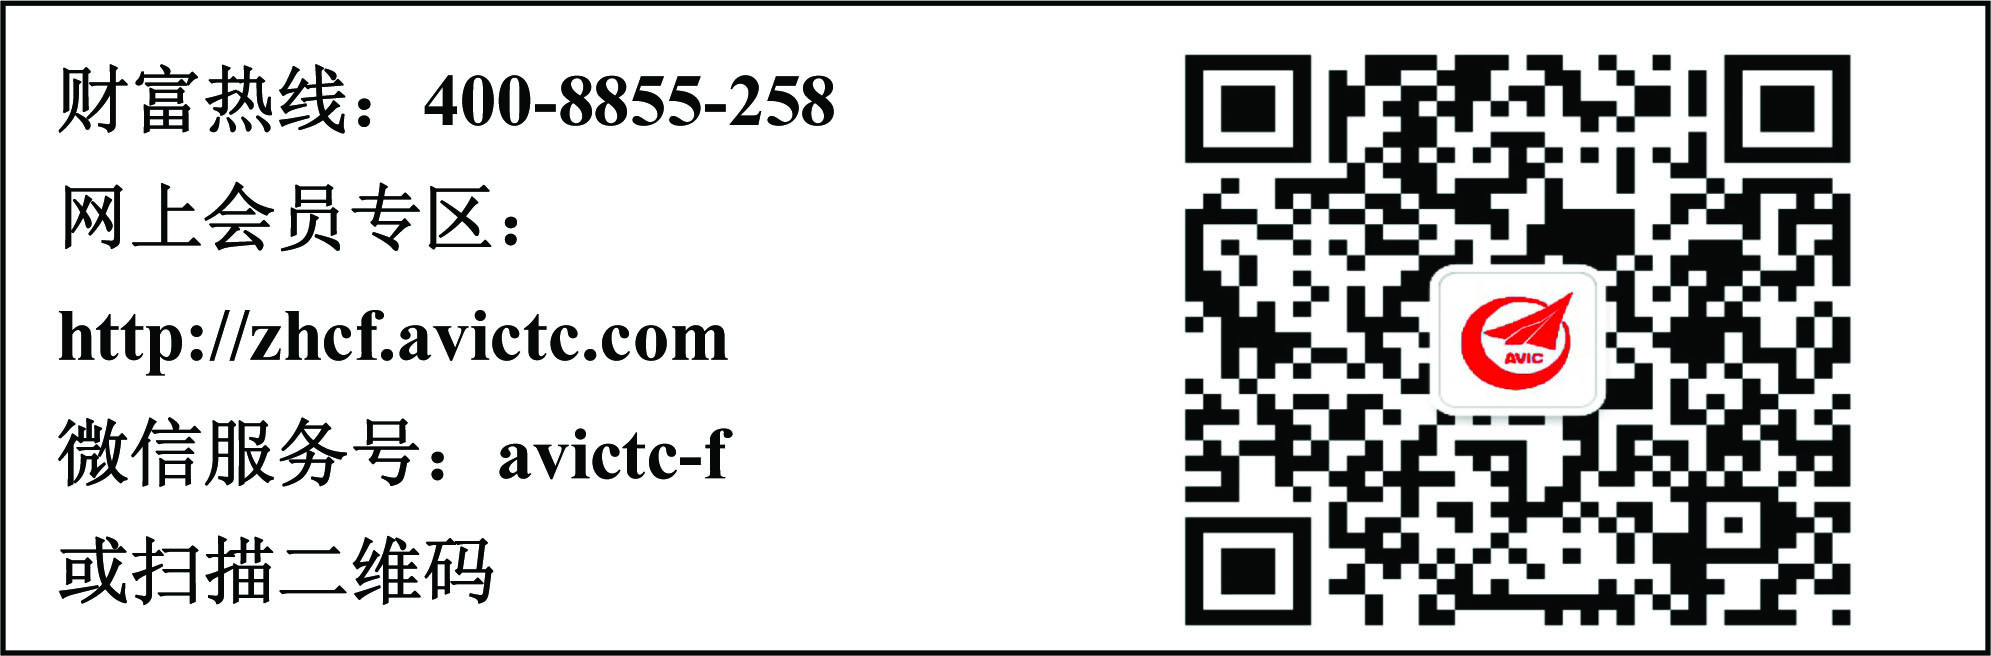 财富热线：400-8855-258
网上会员专区：
http://zhcf.avictc.com
微信服务号：avictc-f
或扫描二维码
AVIC